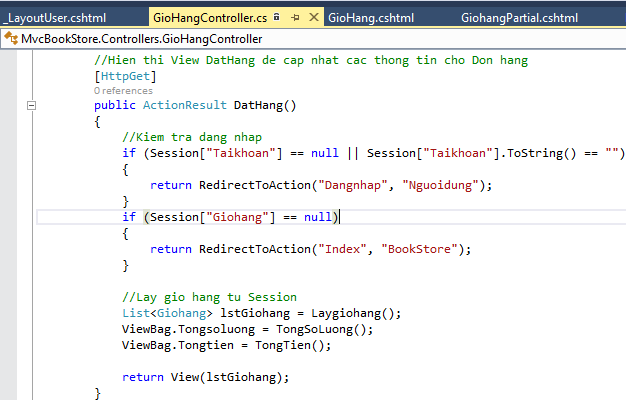 _LayoutUser.cshtml GioHangController.cs GioHang.cshtml GiohangPartial.cshtml
MvcBookStore.Controllers.GioHangController
//Hien thi View DatHang de cap nhat cac thong tin cho Don hang
[HttpGet]
0 references
public ActionResult DatHang()
{
//Kiem tra dang nhap
if (Session["Taikhoan"] == null || Session["Taikhoan"].ToString() == "")
{
return RedirectToAction("Dangnhap", "Nguoidung");
}
if (Session["Giohang"] == null)
{
return RedirectToAction("Index", "BookStore");
}
//Lay gio hang tu Session
List<Giohang> lstGiohang = Laygiohang();
ViewBag.Tongsoluong = TongSoLuong();
ViewBag.Tongtien = TongTien();
return View(lstGiohang);
}